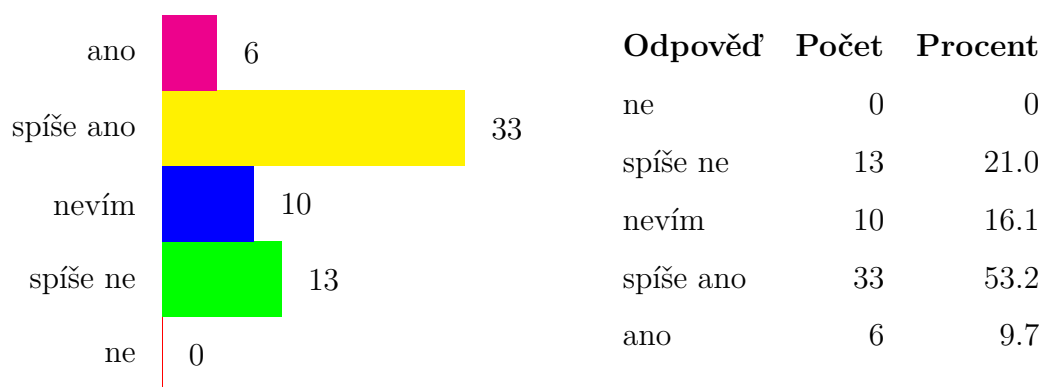 ano 6
spíše ano 33
nevím 10
spíše ne 13
ne 0
Odpověď Počet Procent
ne 0 0
spíše ne 13 21.0
nevím 10 16.1
spíše ano 33 53.2
ano 6 9.7